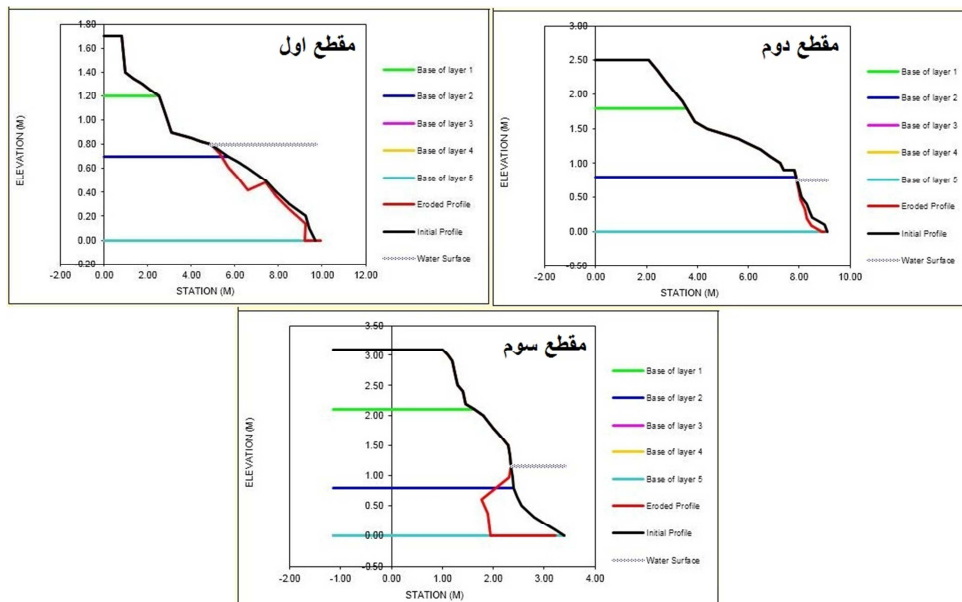 مقطع اول
1.80
1.60
1.40
1.20
1.00
0.80
0.60
0.40
0.20
0.00
0.20
-2.00 0.00 2.00 4.00 6.00 8.00 10.00 12.00
ELEVATION (M)
STATION (M)
Base of layer 1
Base of layer 2
Base of layer 3
Base of layer 4
Base of layer 5
Eroded Profile
Initial Profile
Water Surface
مقطع دوم
3.00
2.50
2.00
1.50
1.00
0.50
0.00
-0.50
-2.00 0.00 2.00 4.00 6.00 8.00 10.00
ELEVATION (M)
STATION (M)
Base of layer 1
Base of layer 2
Base of layer 3
Base of layer 4
Base of layer 5
Eroded Profile
Initial Profile
Water Surface
مقطع سوم
3.50
3.00
2.50
2.00
1.50
1.00
0.50
0.00
-0.50
-2.00 -1.00 0.00 1.00 2.00 3.00 4.00
ELEVATION (M)
STATION (M)
Base of layer 1
Base of layer 2
Base of layer 3
Base of layer 4
Base of layer 5
Eroded Profile
Initial Profile
Water Surface